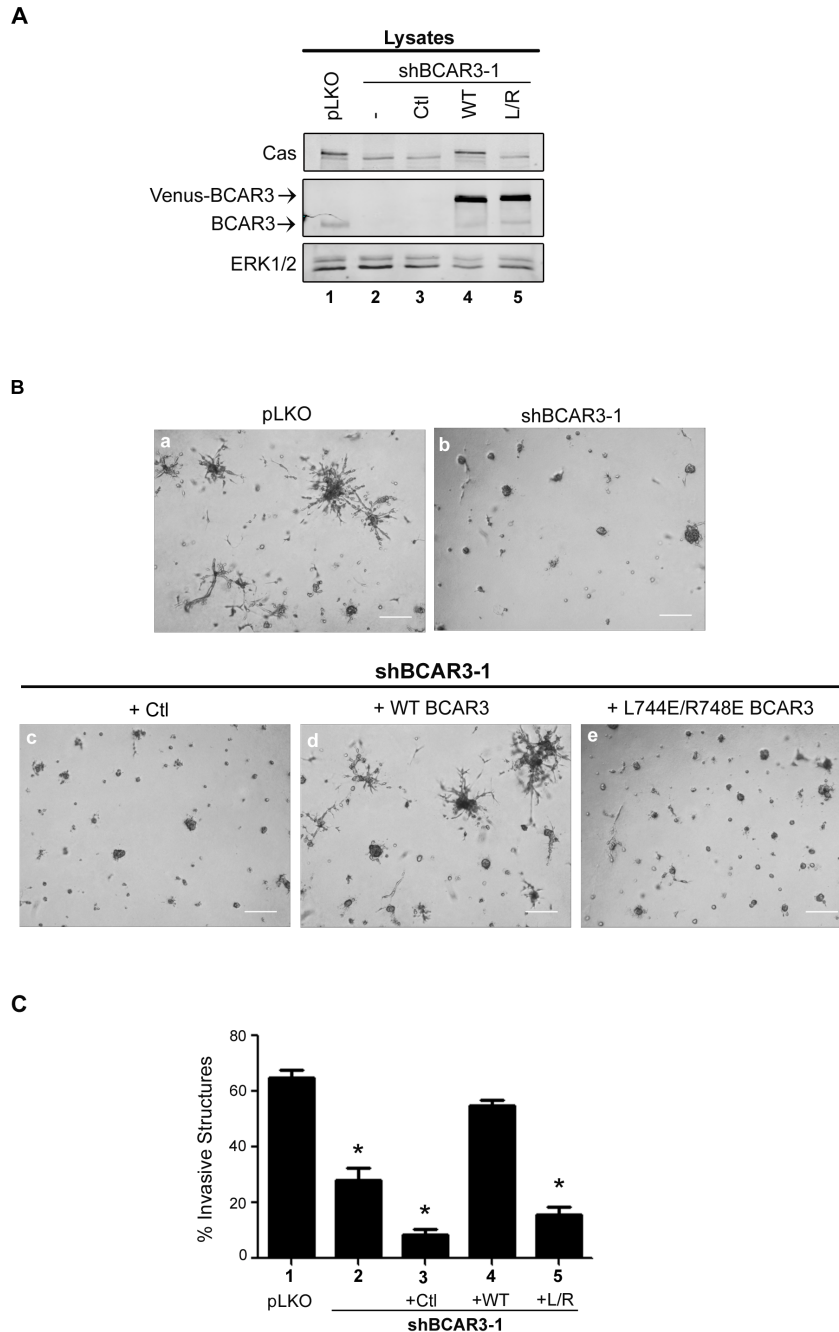 A
Lysates
shBCAR3-1
pLKO
-
Ctl
WT
L/R
Cas
Venus-BCAR3 →
BCAR3 →
ERK1/2
1 2 3 4 5
B
pLKO shBCAR3-1
a b
shBCAR3-1
+ Ctl + WT BCAR3 + L744E/R748E BCAR3
c d e
C
% Invasive Structures
80
60
40
20
0
* * *
1 2 3 4 5
pLKO +Ctl +WT +L/R
shBCAR3-1